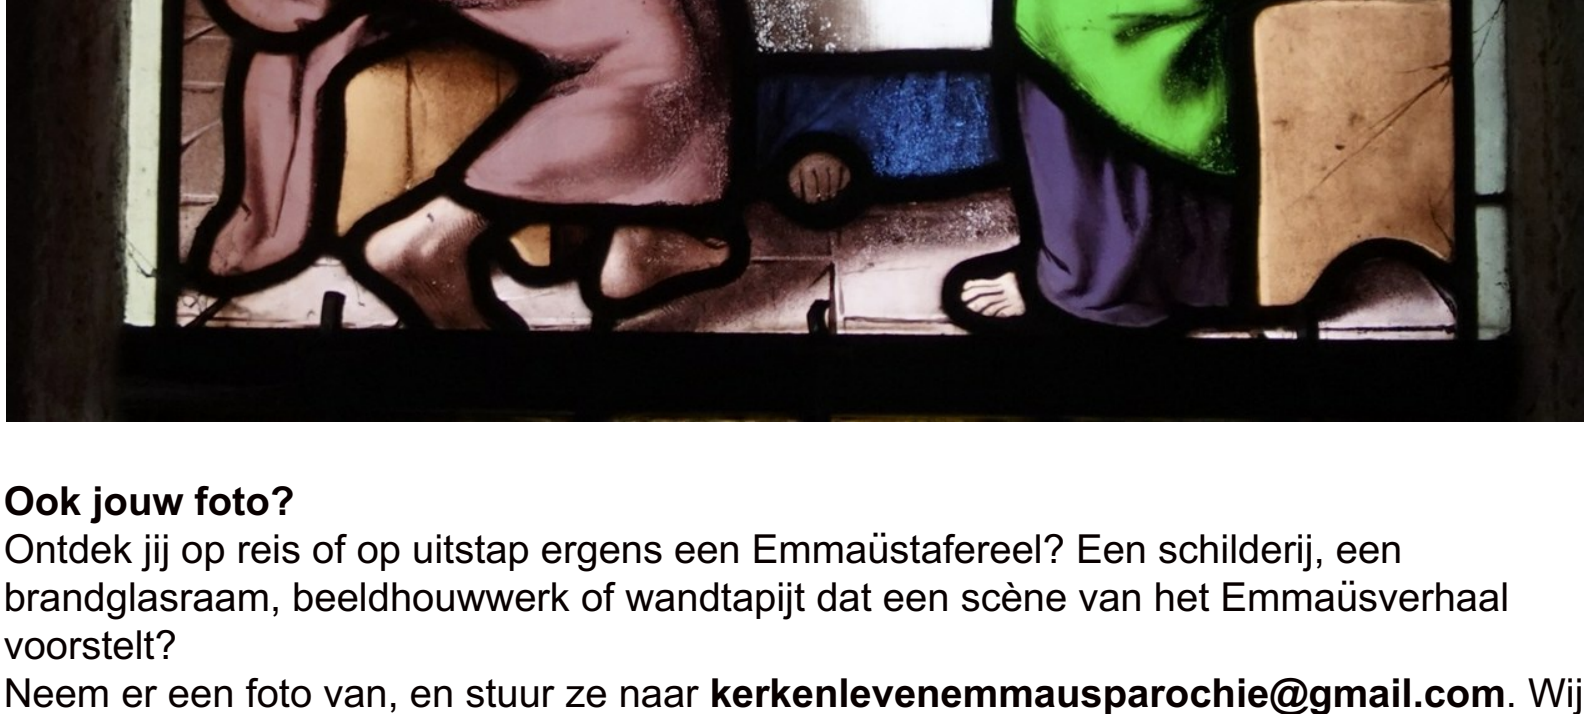 Ook jouw foto?
Ontdek jij op reis of op uitstap ergens een Emmaüstafereel? Een schilderij, een
brandglasraam, beeldhouwwerk of wandtapijt dat een scène van het Emmaüsverhaal
voorstelt?
Neem er een foto van, en stuur ze naar kerkenlevenemmausparochie@gmail.com. Wij